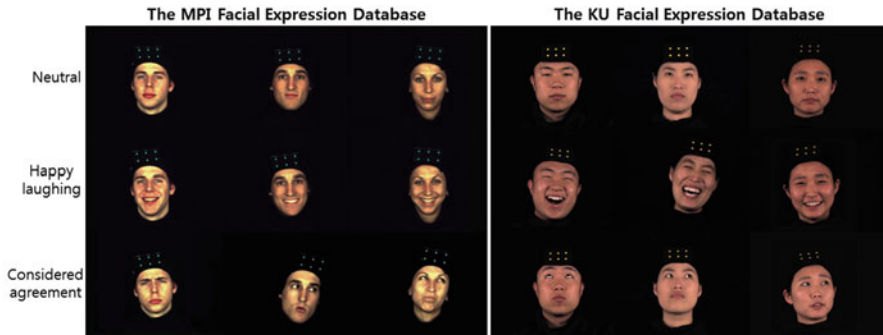 The MPI Facial Expression Database
The KU Facial Expression Database
Neutral
Happy
laughing
Considered
agreement